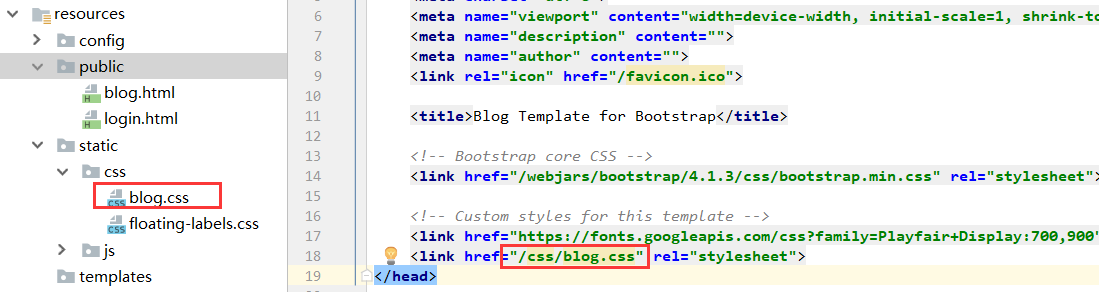 resources
config
public
blog.html
login.html
static
css
blog.css
floating-labels.css
js
templates
6 <meta name="viewport" content="width=device-width, initial-scale=1, shrink-to
7 <meta name="description" content="">
8 <meta name="author" content="">
9 <link rel="icon" href="/favicon.ico">
10
11 <title>Blog Template for Bootstrap</title>
12
13 <!-- Bootstrap core CSS -->
14 <link href="/webjars/bootstrap/4.1.3/css/bootstrap.min.css" rel="stylesheet">
15
16 <!-- Custom styles for this template -->
17 <link href="https://fonts.googleapis.com/css?family=Playfair+Display:700,900"
18 <link href="/css/blog.css" rel="stylesheet">
19 </head>